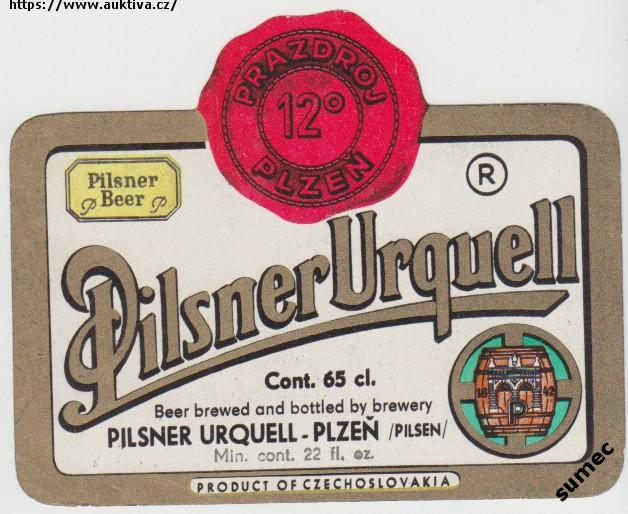 https://www.auktiva.cz/
PRAZDROJ
12°
PLZEŇ
Pilsner
Beer
P P
®
Pilsner Urquell
Cont. 65 cl.
18 42
P
Beer brewed and bottled by brewery
PILSNER URQUELL - PLZEŇ /PILSEN/
Min. cont. 22 fl. oz.
PRODUCT OF CZECHOSLOVAKIA
sumec